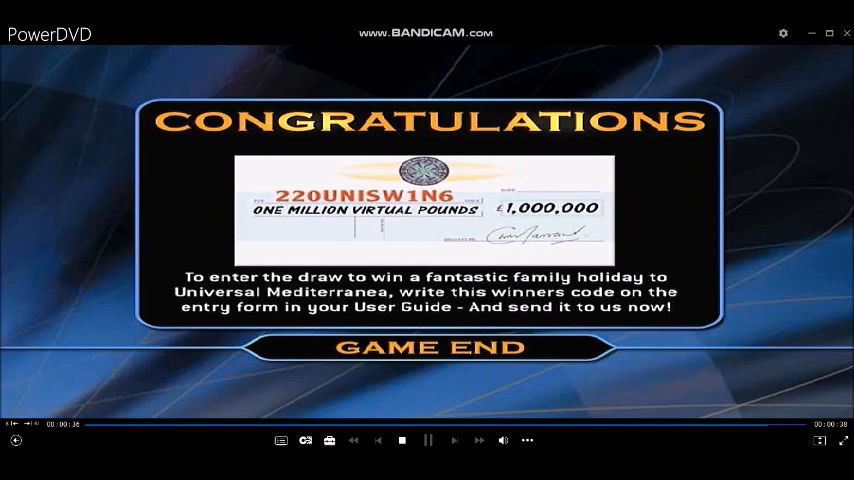 PowerDVD
www.BANDICAM.com
CONGRATULATIONS
220UNISW1N6
ONE MILLION VIRTUAL POUNDS
£1,000,000
To enter the draw to win a fantastic family holiday to
Universal Mediterranea, write this winners code on the
entry form in your User Guide - And send it to us now!
GAME END
00:00:36
00:00:38